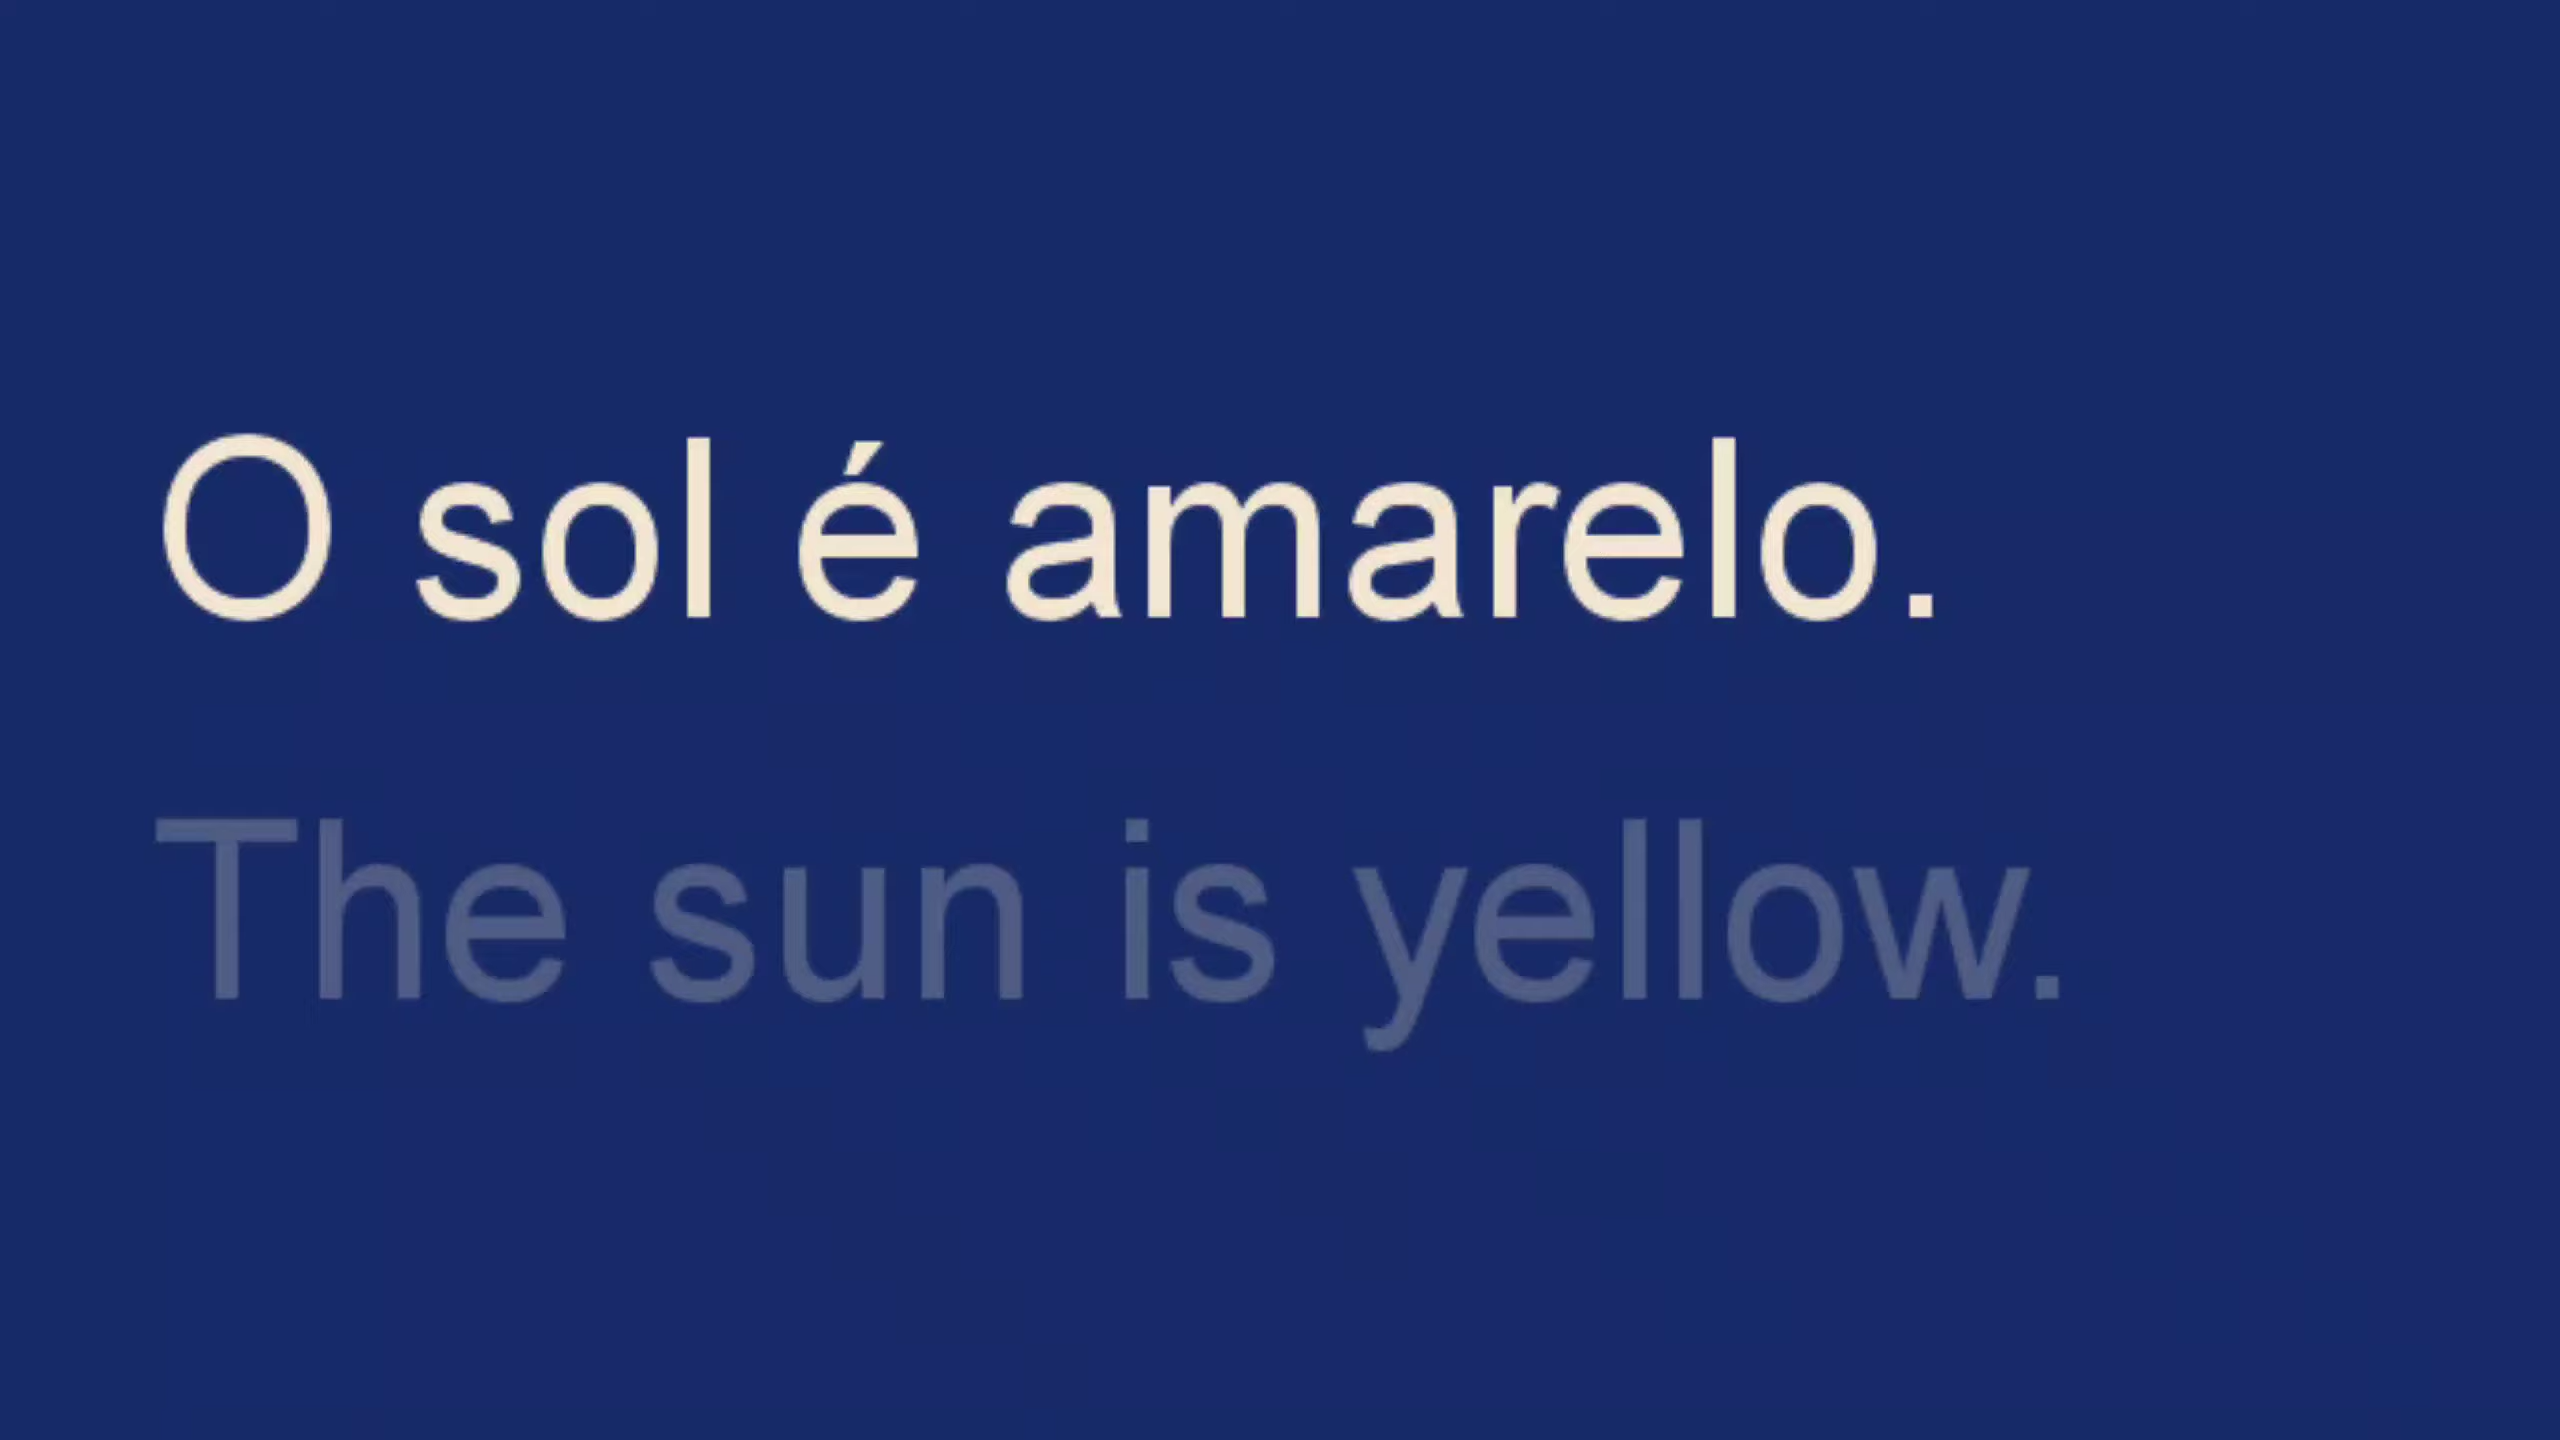 O sol é amarelo.
The sun is yellow.